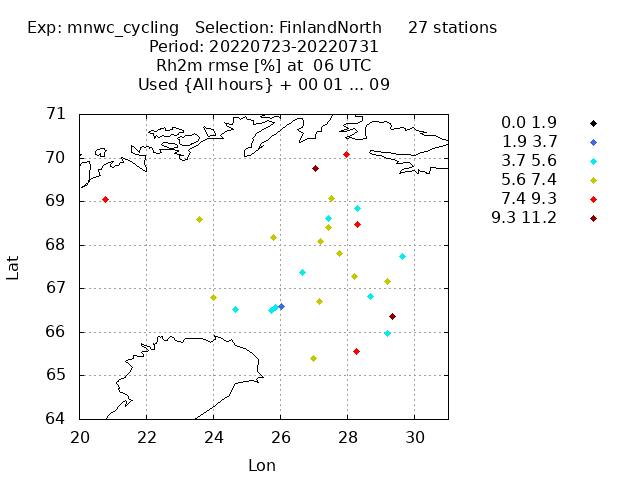 Exp: mnwc_cycling   Selection: FinlandNorth     27 stations
Period: 20220723-20220731
Rh2m rmse [%] at  06 UTC
Used {All hours} + 00 01 ... 09
0.0 1.9
1.9 3.7
3.7 5.6
5.6 7.4
7.4 9.3
9.3 11.2
71
70
69
68
67
66
65
64
Lat
20 22 24 26 28 30
Lon